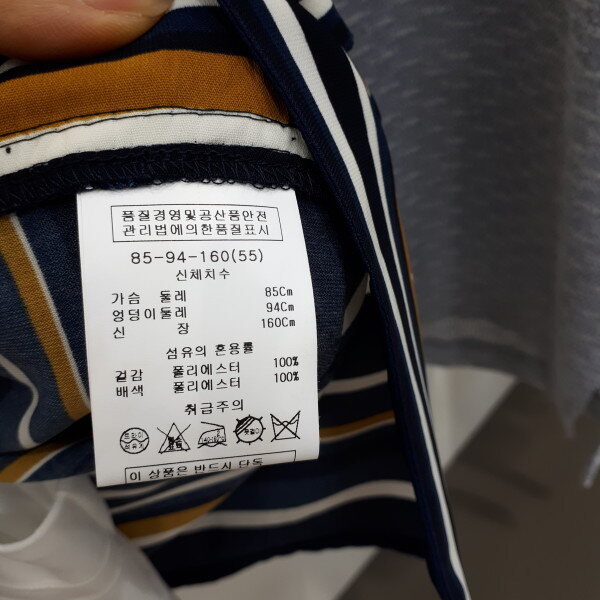 품질경영및공산품안전
관리법에의한품질표시
85-94-160(55)
신체치수
가슴 둘레 85Cm
엉덩이둘레 94Cm
신 장 160Cm
섬유의 혼용률
겉감 폴리에스터 100%
배색 폴리에스터 100%
취급주의
드라이
이 상품은 반드시 단독